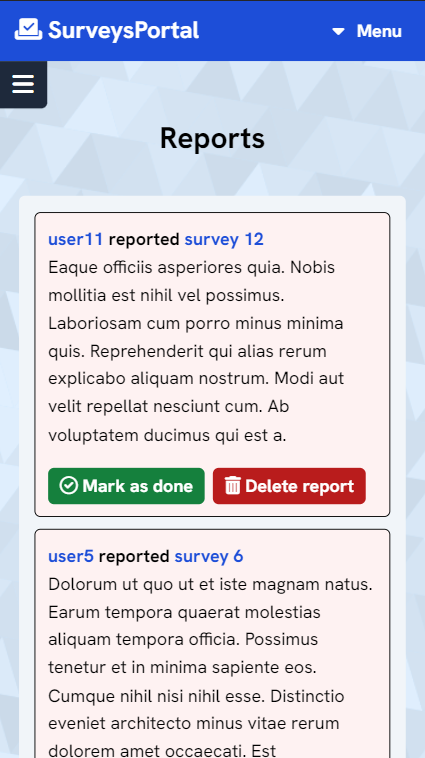 SurveysPortal
Menu
Reports
user11 reported survey 12
Eaque officiis asperiores quia. Nobis
mollitia est nihil vel possimus.
Laboriosam cum porro minus minima
quis. Reprehenderit qui alias rerum
explicabo aliquam nostrum. Modi aut
velit repellat nesciunt cum. Ab
voluptatem ducimus qui est a.
Mark as done
Delete report
user5 reported survey 6
Dolorum ut quo ut et iste magnam natus.
Earum tempora quaerat molestias
aliquam tempora officia. Possimus
tenetur et in minima sapiente eos.
Cumque nihil nisi nihil esse. Distinctio
eveniet architecto minus vitae rerum
dolorem amet occaecati. Est